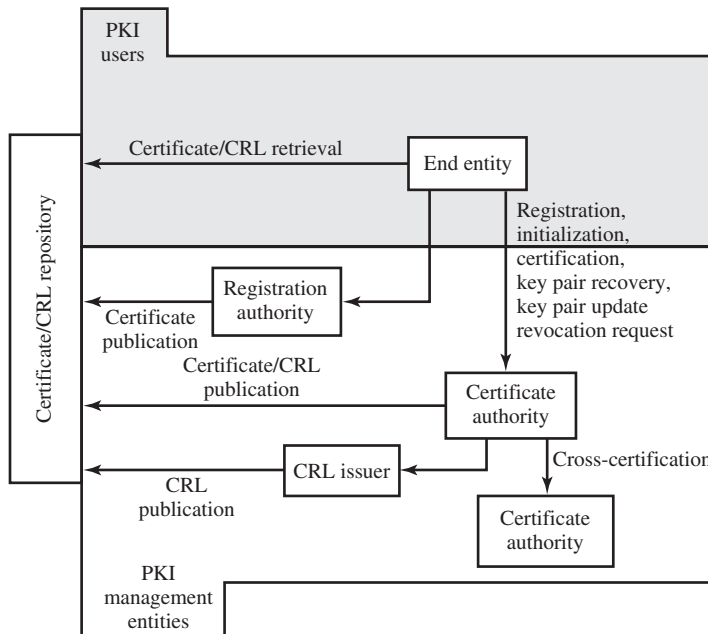 PKI
users
Certificate/CRL retrieval
End entity
Certificate/CRL repository
Registration,
initialization,
certification,
key pair recovery,
key pair update
revocation request
Registration
authority
Certificate
publication
Certificate/CRL
publication
Certificate
authority
CRL issuer
CRL
publication
Cross-certification
Certificate
authority
PKI
management
entities